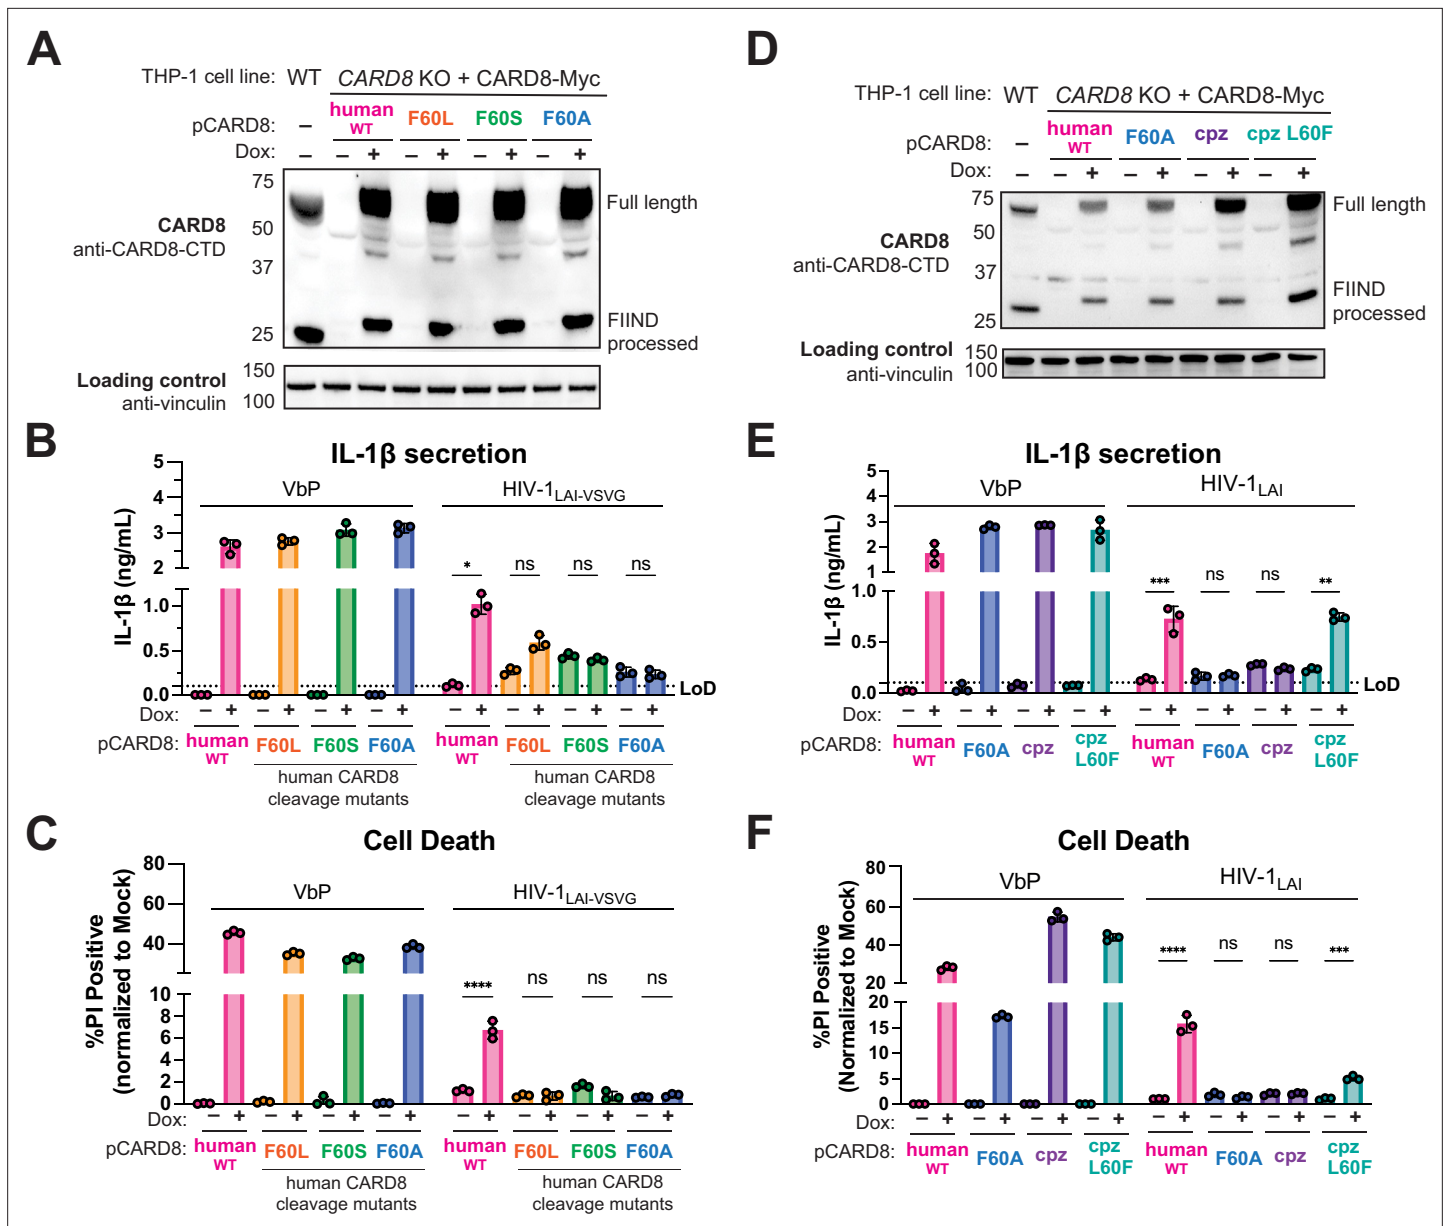 A
THP-1 cell line: WT CARD8 KO + CARD8-Myc
pCARD8: – human WT F60L F60S F60A
Dox: – – + – + – + – +
75
50
37
25
CARD8
anti-CARD8-CTD
Full length
FIIND
processed
Loading control
anti-vinculin
150
100
B
IL-1β secretion
VbP
HIV-1LAI-VSVG
IL-1β (ng/mL)
5
4
3
2
1.0
0.5
0.0
* ns ns ns
LoD
Dox: – + – + – + – + – + – + – + – +
pCARD8: human WT F60L F60S F60A human WT F60L F60S F60A
human CARD8
cleavage mutants
human CARD8
cleavage mutants
C
Cell Death
VbP
HIV-1LAI-VSVG
%PI Positive
(normalized to Mock)
80
60
40
10
8
6
4
2
0
**** ns ns ns
Dox: – + – + – + – + – + – + – + – +
pCARD8: human WT F60L F60S F60A human WT F60L F60S F60A
human CARD8
cleavage mutants
human CARD8
cleavage mutants
D
THP-1 cell line: WT CARD8 KO + CARD8-Myc
pCARD8: – human WT F60A cpz cpz L60F
Dox: – – + – + – + – +
75
50
37
25
CARD8
anti-CARD8-CTD
Full length
FIIND
processed
Loading control
anti-vinculin
150
100
E
IL-1β secretion
VbP
HIV-1LAI
IL-1β (ng/mL)
5
4
3
2
1
1.0
0.5
0.0
*** ns ns **
LoD
Dox: – + – + – + – + – + – + – + – +
pCARD8: human WT F60A cpz cpz L60F human WT F60A cpz cpz L60F
F
Cell Death
VbP
HIV-1LAI
%PI Positive
(Normalized to Mock)
80
60
40
20
20
15
10
5
0
**** ns ns ***
Dox: – + – + – + – + – + – + – + – +
pCARD8: human WT F60A cpz cpz L60F human WT F60A cpz cpz L60F